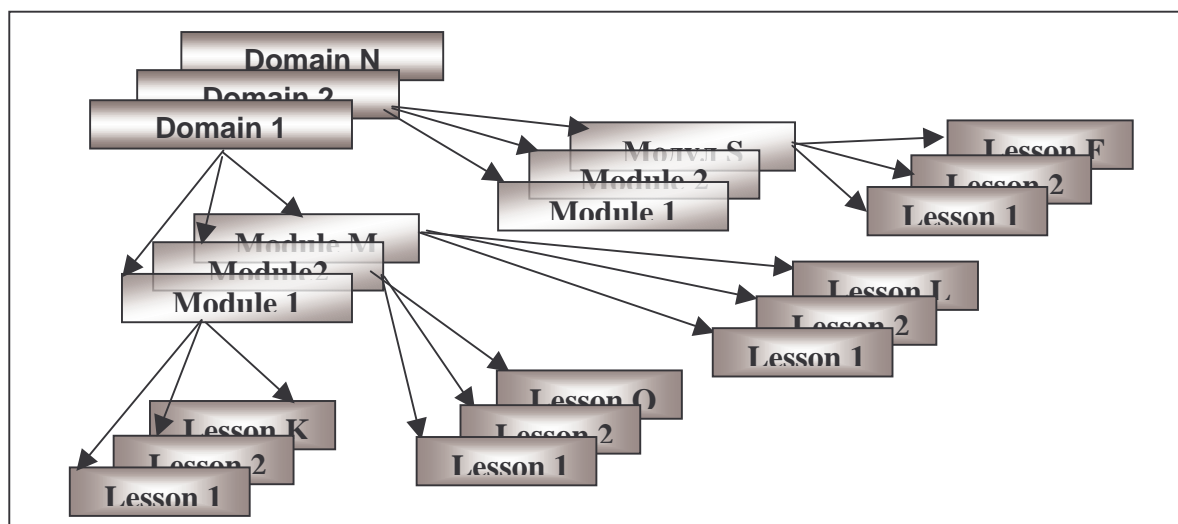 Domain N
Domain 2
Domain 1
Модул S
Module 2
Module 1
Lesson F
Lesson 2
Lesson 1
Module M
Module2
Module 1
Lesson L
Lesson 2
Lesson 1
Lesson K
Lesson 2
Lesson 1
Lesson 2
Lesson 1